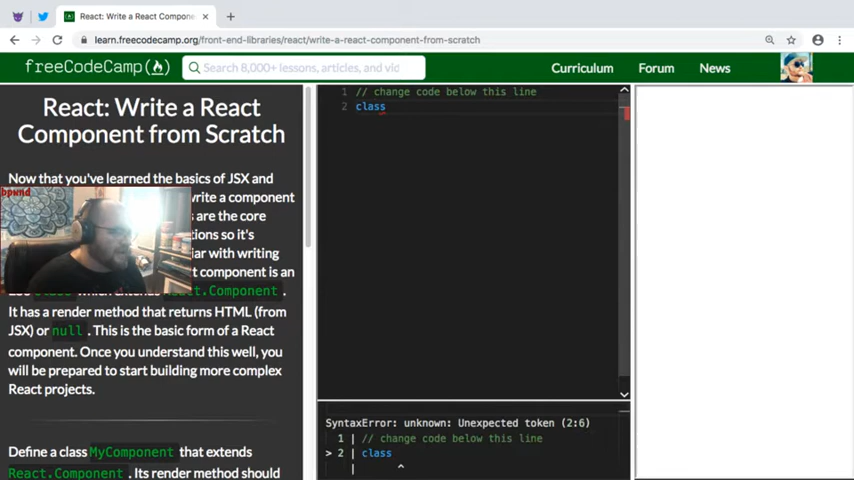 React: Write a React Compone
learn.freecodecamp.org/front-end-libraries/react/write-a-react-component-from-scratch
freeCodeCamp
Search 8,000+ lessons, articles, and vid
Curriculum
Forum
News
React: Write a React
Component from Scratch
Now that you've learned the basics of JSX and
write a component
s are the core
tions so it's
iar with writing
ct component is an
which extends React.Component.
It has a render method that returns HTML (from
JSX) or null. This is the basic form of a React
component. Once you understand this well, you
will be prepared to start building more complex
React projects.
Define a class MyComponent that extends
React.Component. Its render method should
bpwnd
1 // change code below this line
2 class
SyntaxError: unknown: Unexpected token (2:6)
1 | // change code below this line
> 2 | class
| ^